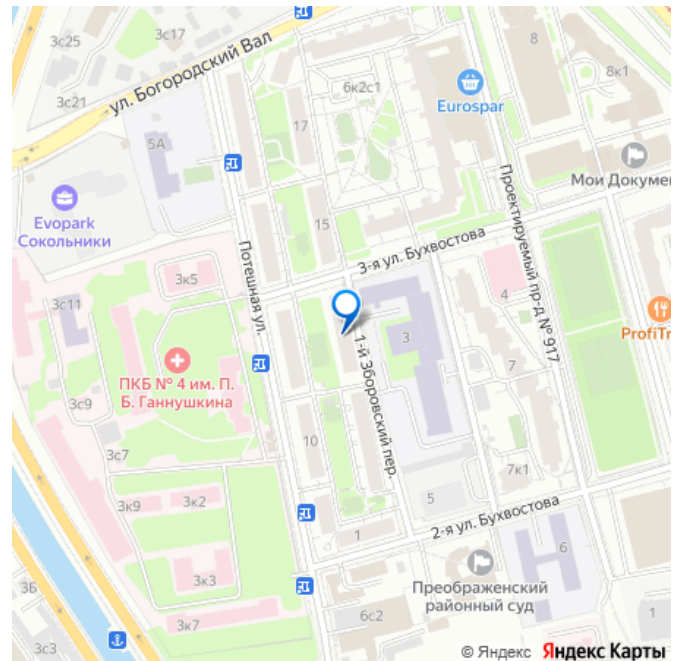 3с25
3с17
ул. Богородский Вал
3с21
6к2с1
17
8
8к1
Eurospar
5А
Мои Докумен
Evopark
Сокольники
Проектируемый пр-д № 917
15
3-я ул. Бухвостова
Потешная ул.
3к5
3с11
4
3
1-й Зборовский пер.
ProfiTr
ПКБ № 4 им. П.
Б. Ганнушкина
7
3с9
10
3с7
7к1
3к9
3к2
5
1
2-я ул. Бухвостова
6
3к3
Преображенский
районный суд
3Б
6с2
1
3к7
3с3
© Яндекс Яндекс Карты